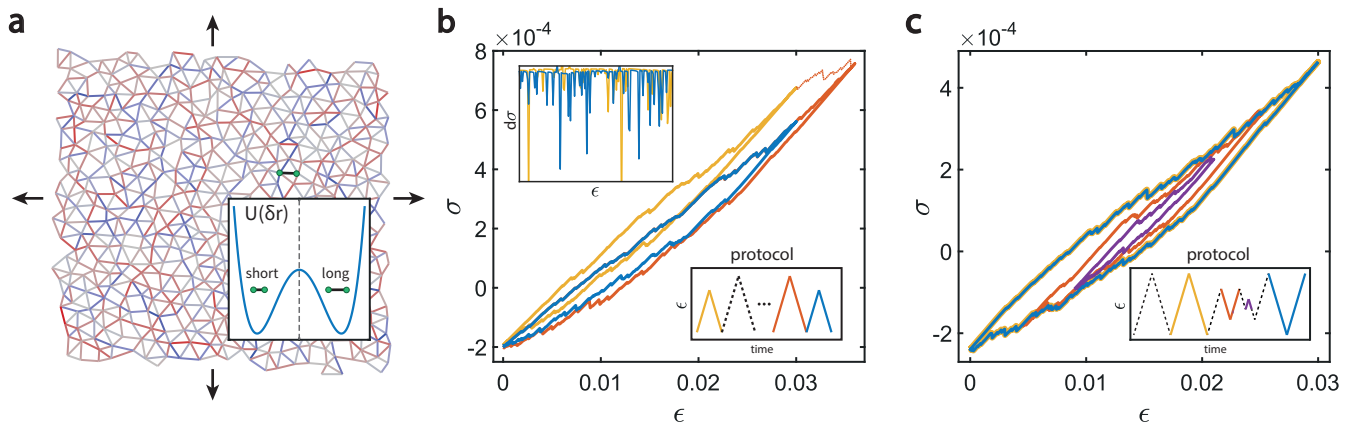 a
U(δr)
short
long
b
×10⁻⁴
8
6
4
2
0
-2
σ
0
0.01
0.02
0.03
ϵ
dσ
ϵ
protocol
ϵ
time
c
×10⁻⁴
4
2
0
-2
σ
0
0.01
0.02
0.03
ϵ
protocol
ϵ
time